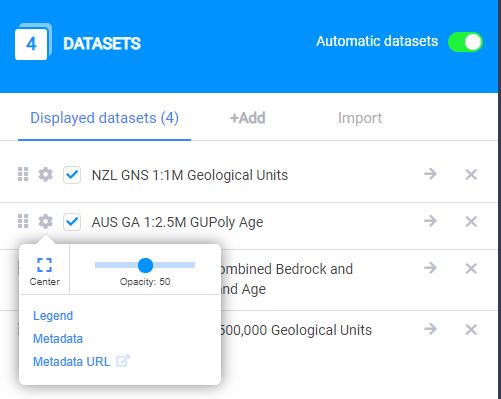 4 DATASETS Automatic datasets
Displayed datasets (4) +Add Import
NZL GNS 1:1M Geological Units
AUS GA 1:2.5M GUPoly Age
ombined Bedrock and
nd Age
500,000 Geological Units
Center Opacity: 50
Legend
Metadata
Metadata URL